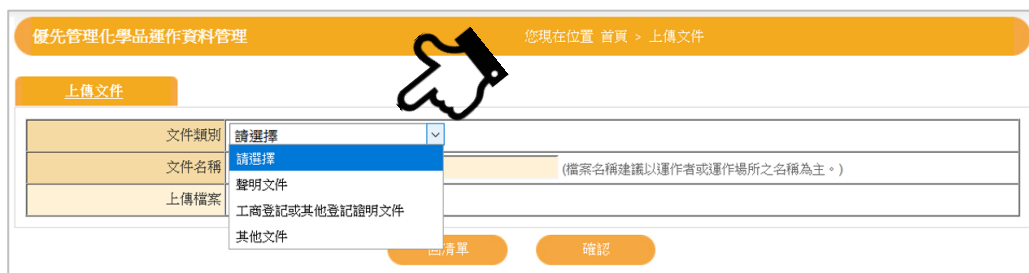 優先管理化學品運作資料管理
您現在位置 首頁 > 上傳文件
上傳文件
文件類別 請選擇
請選擇
文件名稱 (檔案名稱建議以運作者或運作場所之名稱為主。)
聲明文件
上傳檔案
工商登記或其他登記證明文件
其他文件
回清單 確認